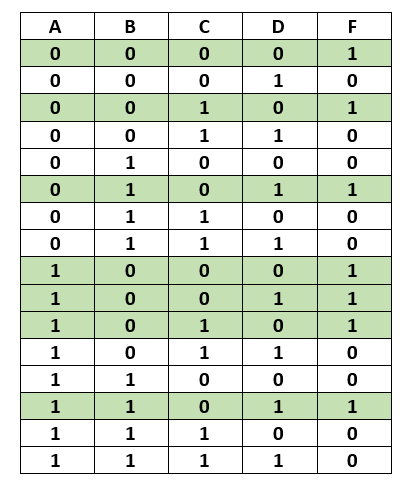 A B C D F
0 0 0 0 1
0 0 0 1 0
0 0 1 0 1
0 0 1 1 0
0 1 0 0 0
0 1 0 1 1
0 1 1 0 0
0 1 1 1 0
1 0 0 0 1
1 0 0 1 1
1 0 1 0 1
1 0 1 1 0
1 1 0 0 0
1 1 0 1 1
1 1 1 0 0
1 1 1 1 0